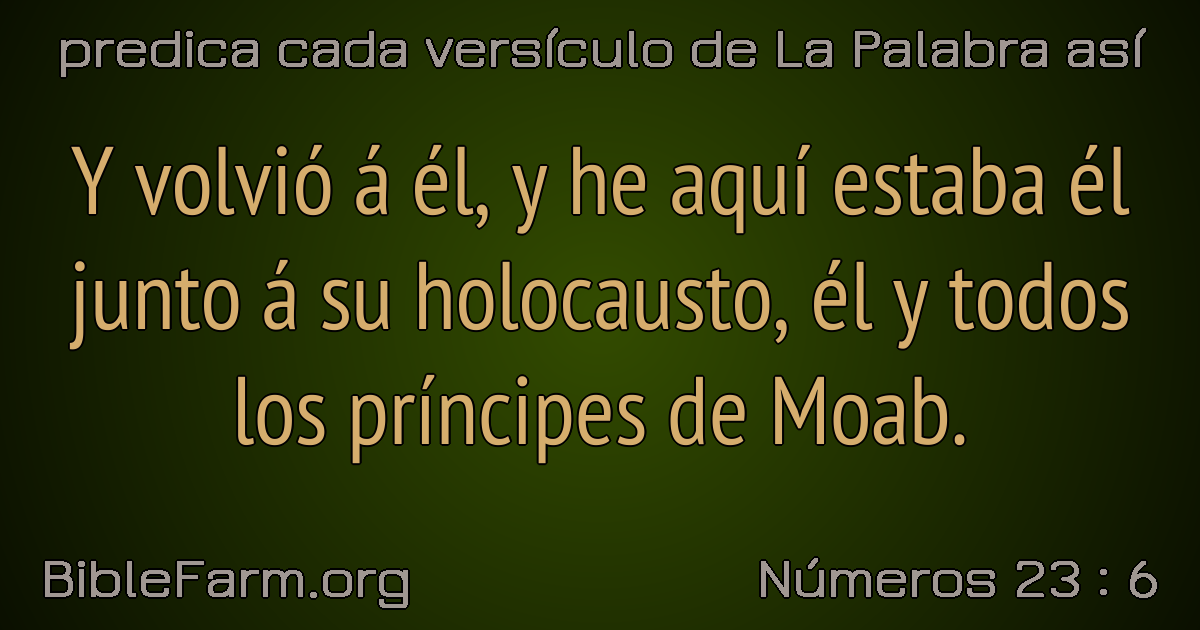 predica cada versículo de La Palabra así
Y volvió á él, y he aquí estaba él
junto á su holocausto, él y todos
los príncipes de Moab.
BibleFarm.org
Números 23 : 6